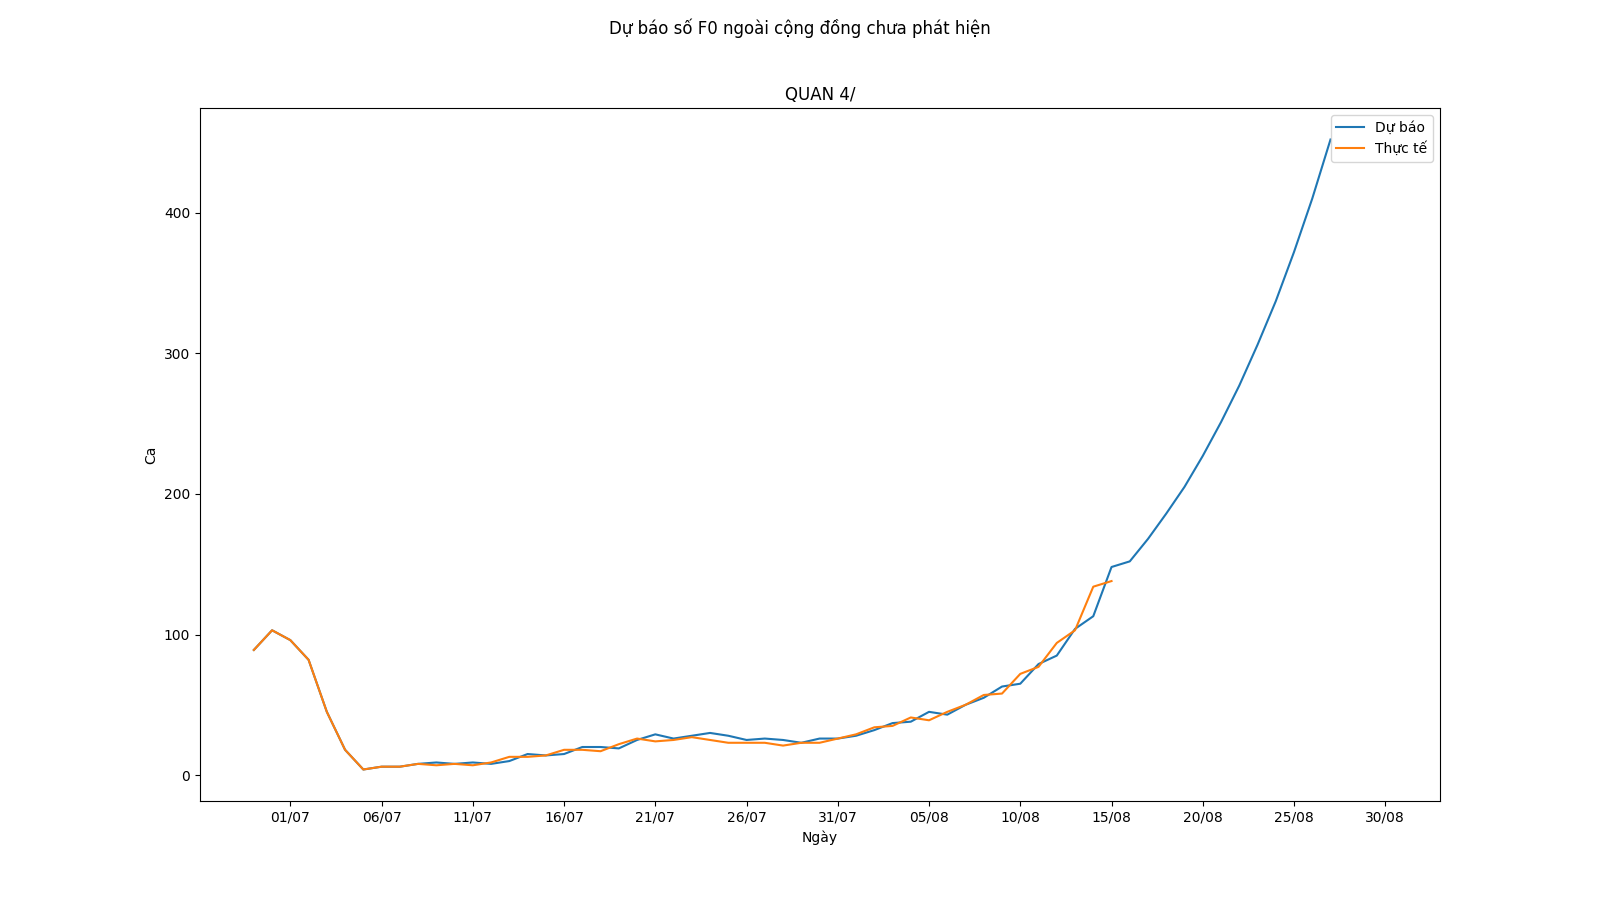 Dự báo số F0 ngoài cộng đồng chưa phát hiện
QUAN 4/
Dự báo
Thực tế
400
300
200
100
0
Ca
01/07 06/07 11/07 16/07 21/07 26/07 31/07 05/08 10/08 15/08 20/08 25/08 30/08
Ngày